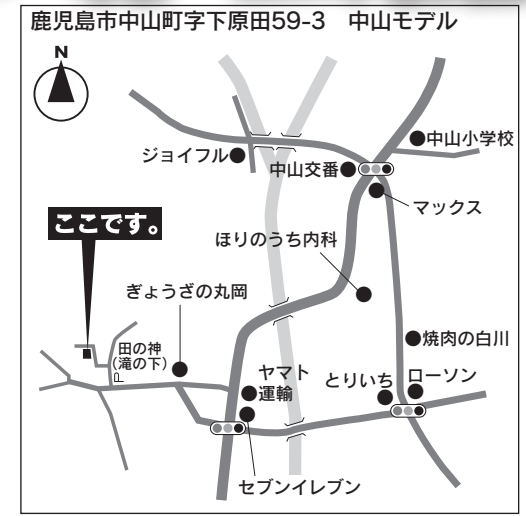 鹿児島市中山町字下原田59-3　中山モデル
N
中山小学校
ジョイフル
中山交番
マックス
ここです。
ほりのうち内科
ぎょうざの丸岡
田の神
(滝の下)
焼肉の白川
ヤマト
運輸
とりいち
ローソン
セブンイレブン